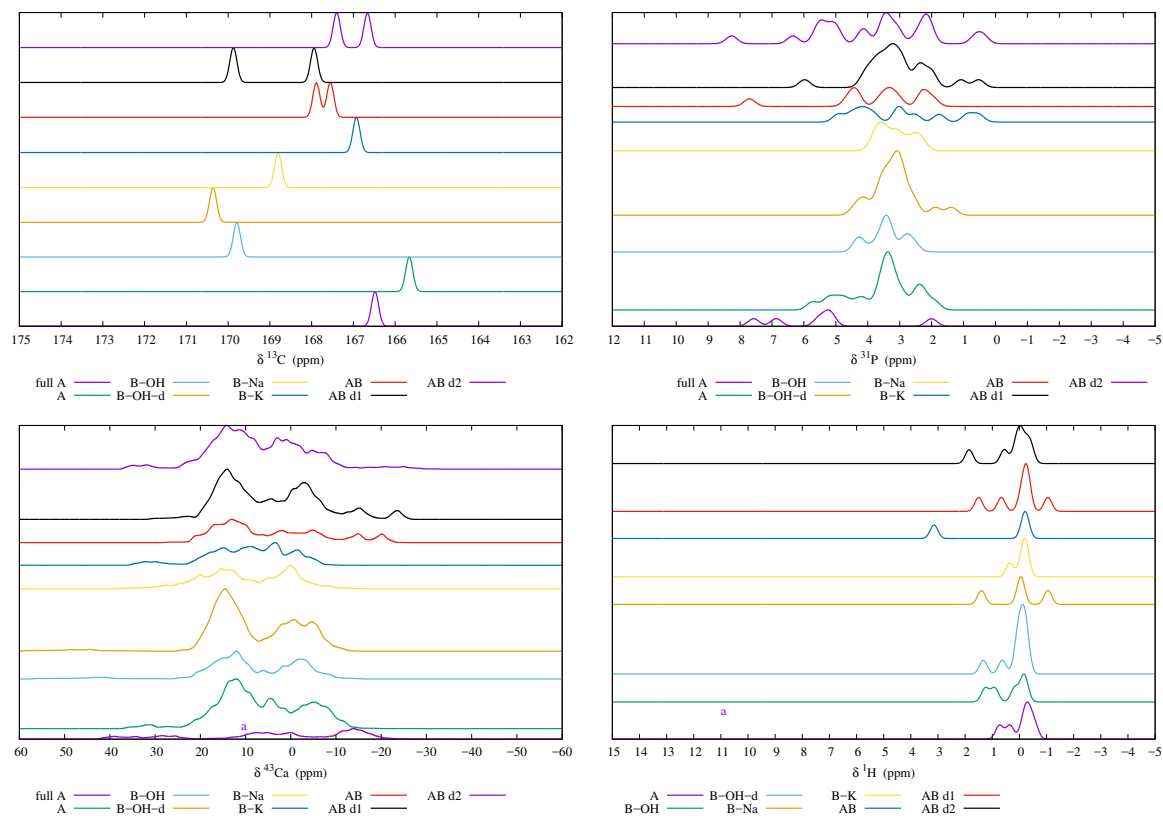 175 174 173 172 171 170 169 168 167 166 165 164 163 162
δ ¹³C (ppm)
full A B−OH B−Na AB AB d2
A B−OH−d B−K AB d1
12 11 10 9 8 7 6 5 4 3 2 1 0 −1 −2 −3 −4 −5
δ ³¹P (ppm)
full A B−OH B−Na AB AB d2
A B−OH−d B−K AB d1
a
60 50 40 30 20 10 0 −10 −20 −30 −40 −50 −60
δ ⁴³Ca (ppm)
full A B−OH B−Na AB AB d2
A B−OH−d B−K AB d1
a
15 14 13 12 11 10 9 8 7 6 5 4 3 2 1 0 −1 −2 −3 −4 −5
δ ¹H (ppm)
A B−OH−d B−K AB d1
B−OH B−Na AB AB d2